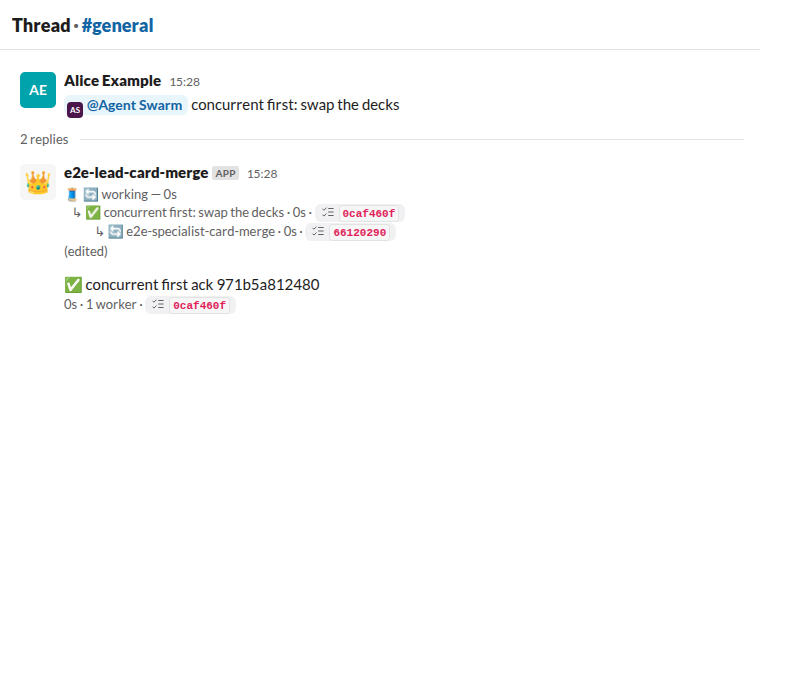 Thread • #general
AE
Alice Example 15:28
AS @Agent Swarm concurrent first: swap the decks
2 replies
e2e-lead-card-merge APP 15:28
🧵 🔄 working — 0s
↳ ✅ concurrent first: swap the decks · 0s · 0caf460f
↳ 🔄 e2e-specialist-card-merge · 0s · 66120290
(edited)
✅ concurrent first ack 971b5a812480
0s · 1 worker · 0caf460f